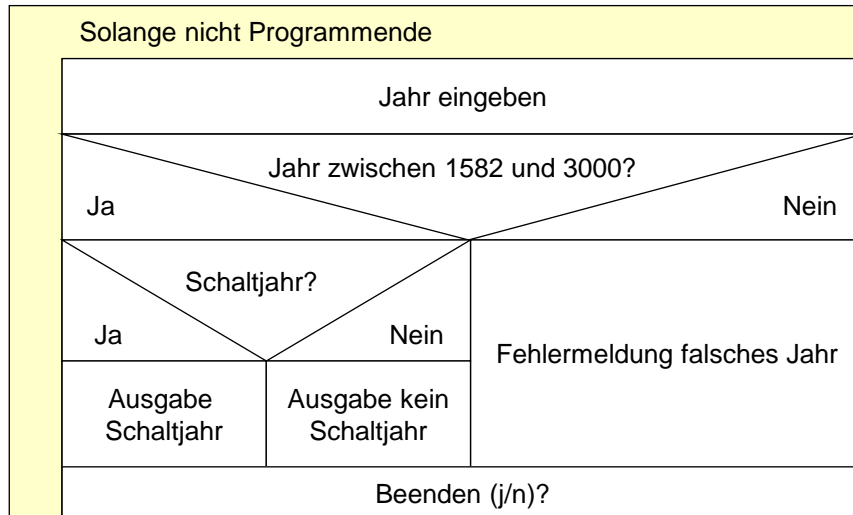 Solange nicht Programmende
Jahr eingeben
Jahr zwischen 1582 und 3000?
Ja
Nein
Schaltjahr?
Ja
Nein
Fehlermeldung falsches Jahr
Ausgabe
Schaltjahr
Ausgabe kein
Schaltjahr
Beenden (j/n)?